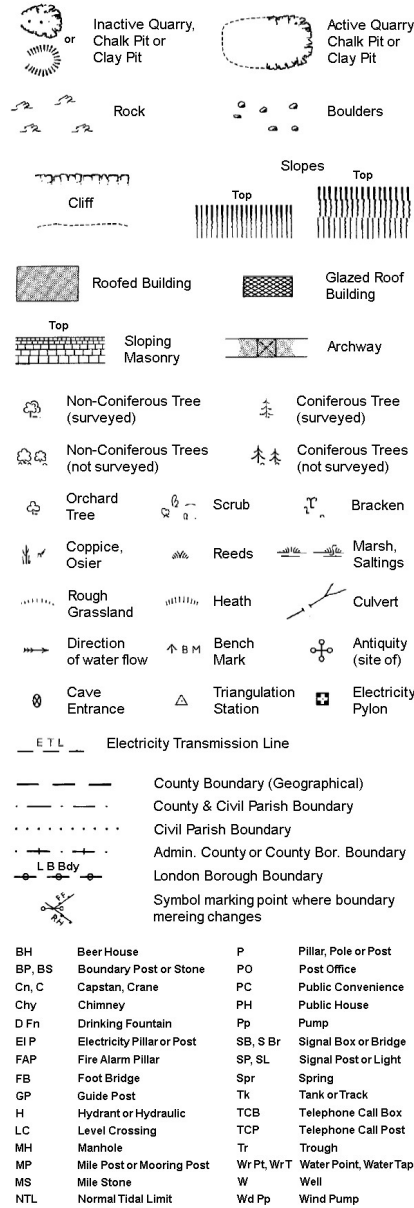 or
Inactive Quarry,
Chalk Pit or
Clay Pit
Active Quarry
Chalk Pit or
Clay Pit
Rock
Boulders
Cliff
Slopes
Top
Top
Roofed Building
Glazed Roof
Building
Top
Sloping
Masonry
Archway
Non-Coniferous Tree
(surveyed)
Coniferous Tree
(surveyed)
Non-Coniferous Trees
(not surveyed)
Coniferous Trees
(not surveyed)
Orchard
Tree
Scrub
Bracken
Coppice,
Osier
Reeds
Marsh,
Saltings
Rough
Grassland
Heath
Culvert
Direction
of water flow
B M
Bench
Mark
Antiquity
(site of)
Cave
Entrance
Triangulation
Station
Electricity
Pylon
E T L
Electricity Transmission Line
County Boundary (Geographical)
County & Civil Parish Boundary
Civil Parish Boundary
Admin. County or County Bor. Boundary
L B Bdy
London Borough Boundary
FF
RH
Symbol marking point where boundary
mereing changes
BH Beer House P Pillar, Pole or Post
BP, BS Boundary Post or Stone PO Post Office
Cn, C Capstan, Crane PC Public Convenience
Chy Chimney PH Public House
D Fn Drinking Fountain Pp Pump
El P Electricity Pillar or Post SB, S Br Signal Box or Bridge
FAP Fire Alarm Pillar SP, SL Signal Post or Light
FB Foot Bridge Spr Spring
GP Guide Post Tk Tank or Track
H Hydrant or Hydraulic TCB Telephone Call Box
LC Level Crossing TCP Telephone Call Post
MH Manhole Tr Trough
MP Mile Post or Mooring Post Wr Pt, Wr T Water Point, Water Tap
MS Mile Stone W Well
NTL Normal Tidal Limit Wd Pp Wind Pump